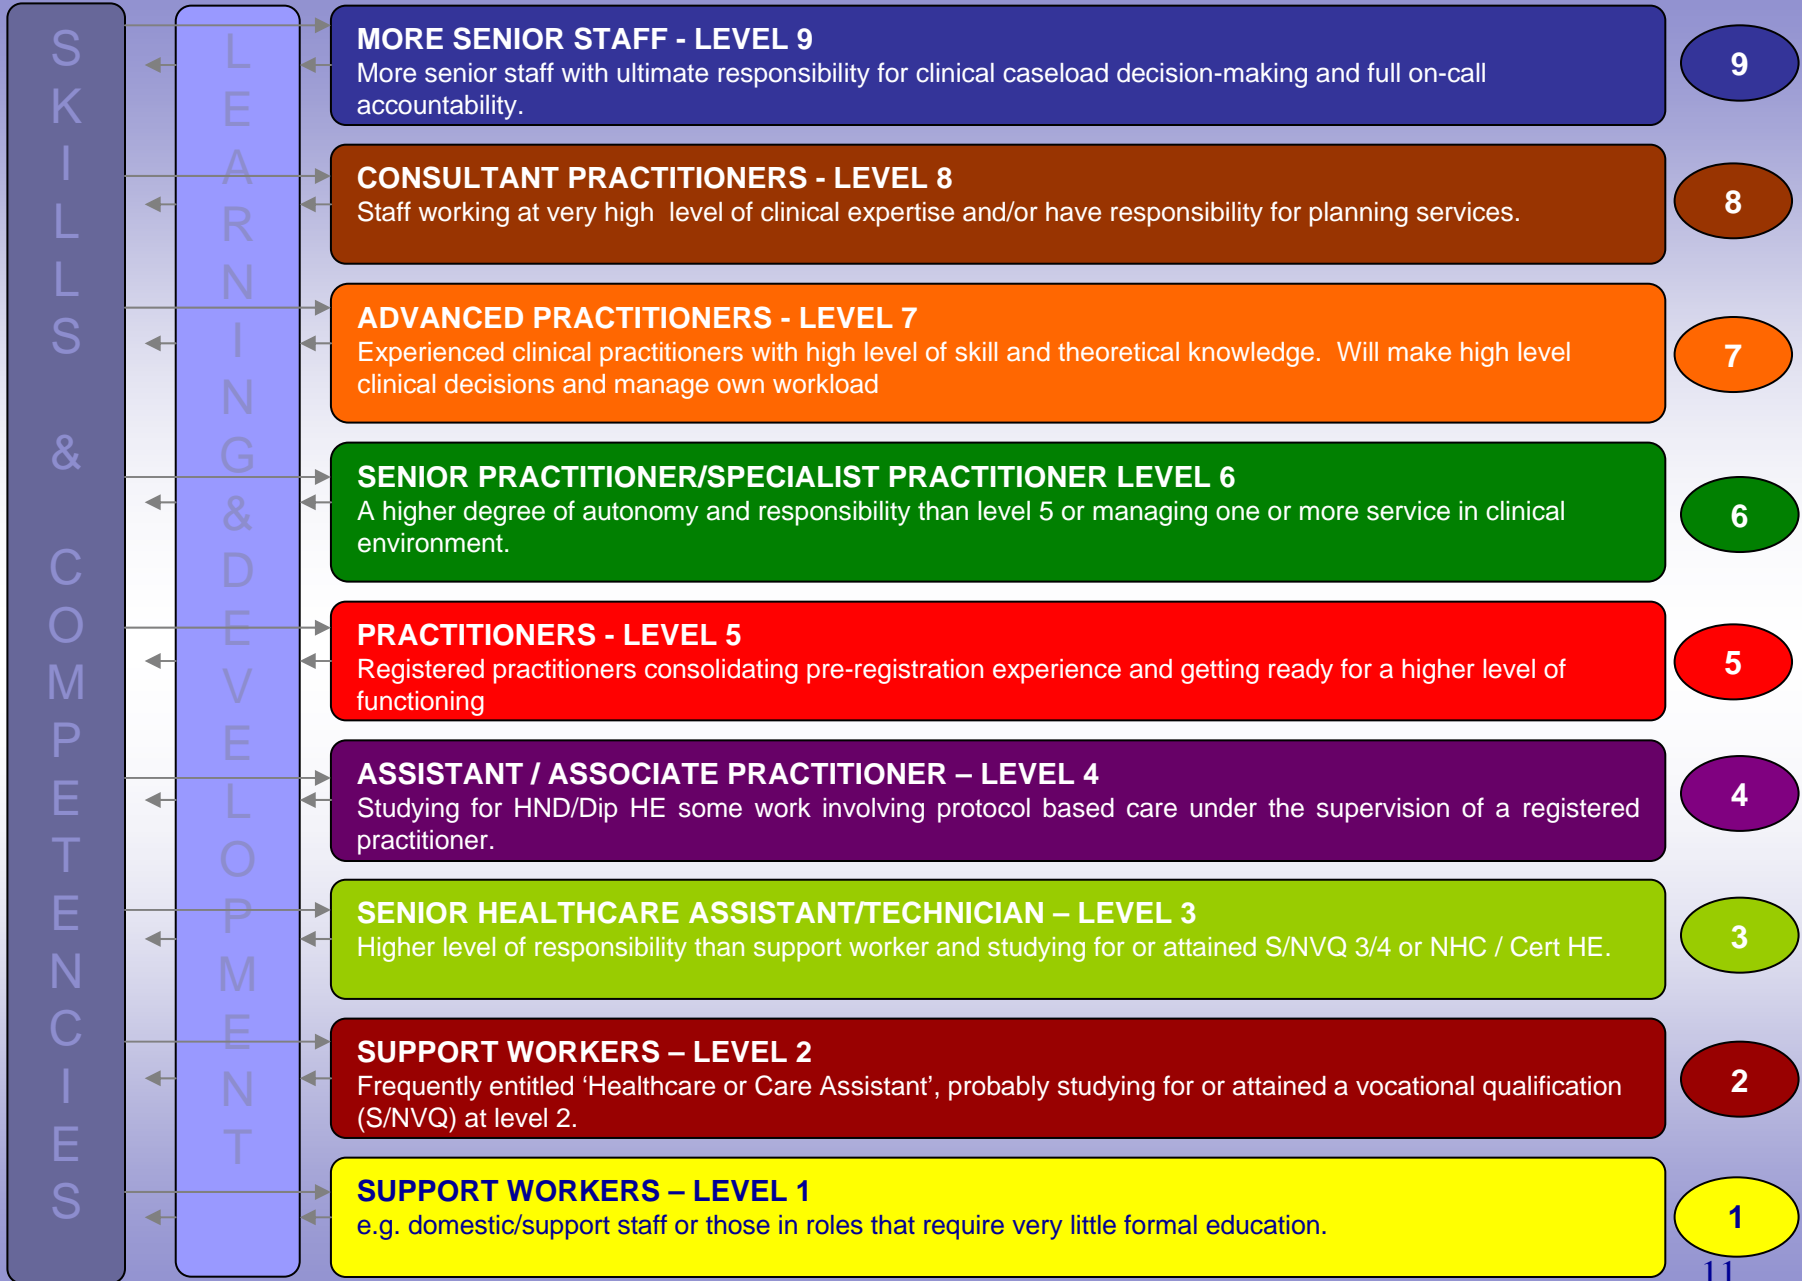 SKILLS & COMPETENCIES
LEARNING & DEVELOPMENT
MORE SENIOR STAFF - LEVEL 9
More senior staff with ultimate responsibility for clinical caseload decision-making and full on-call
accountability.
9
CONSULTANT PRACTITIONERS - LEVEL 8
Staff working at very high level of clinical expertise and/or have responsibility for planning services.
8
ADVANCED PRACTITIONERS - LEVEL 7
Experienced clinical practitioners with high level of skill and theoretical knowledge. Will make high level
clinical decisions and manage own workload
7
SENIOR PRACTITIONER/SPECIALIST PRACTITIONER LEVEL 6
A higher degree of autonomy and responsibility than level 5 or managing one or more service in clinical
environment.
6
PRACTITIONERS - LEVEL 5
Registered practitioners consolidating pre-registration experience and getting ready for a higher level of
functioning
5
ASSISTANT / ASSOCIATE PRACTITIONER – LEVEL 4
Studying for HND/Dip HE some work involving protocol based care under the supervision of a registered
practitioner.
4
SENIOR HEALTHCARE ASSISTANT/TECHNICIAN – LEVEL 3
Higher level of responsibility than support worker and studying for or attained S/NVQ 3/4 or NHC / Cert HE.
3
SUPPORT WORKERS – LEVEL 2
Frequently entitled ‘Healthcare or Care Assistant’, probably studying for or attained a vocational qualification
(S/NVQ) at level 2.
2
SUPPORT WORKERS – LEVEL 1
e.g. domestic/support staff or those in roles that require very little formal education.
1
11